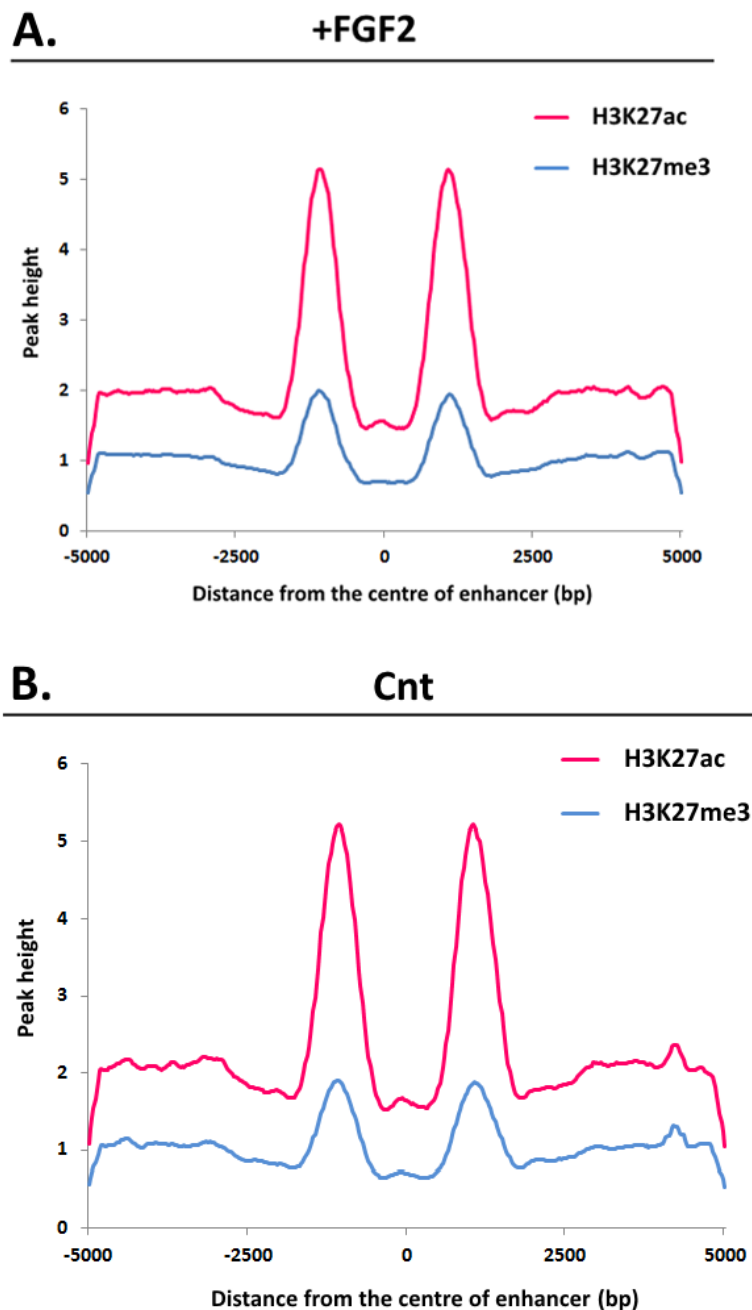 A.
+FGF2
H3K27ac
H3K27me3
Peak height
6
5
4
3
2
1
0
-5000
-2500
0
2500
5000
Distance from the centre of enhancer (bp)
B.
Cnt
H3K27ac
H3K27me3
Peak height
6
5
4
3
2
1
0
-5000
-2500
0
2500
5000
Distance from the centre of enhancer (bp)